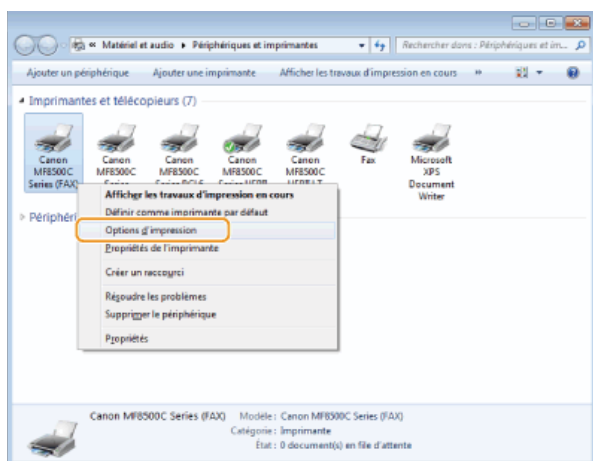 « Matériel et audio ▸ Périphériques et imprimantes
Rechercher dans : Périphériques et im...
Ajouter un périphérique Ajouter une imprimante Afficher les travaux d'impression en cours »
Imprimantes et télécopieurs (7)
Canon MF8500C Series (FAX)
Canon MF8500C
Canon MF8500C
Canon MF8500C
Canon MF8500C
Fax
Microsoft XPS Document Writer
Périphéri
Afficher les travaux d'impression en cours
Définir comme imprimante par défaut
Options d'impression
Propriétés de l'imprimante
Créer un raccourci
Résoudre les problèmes
Supprimer le périphérique
Propriétés
Canon MF8500C Series (FAX) Modèle : Canon MF8500C Series (FAX)
Catégorie : Imprimante
État : 0 document(s) en file d'attente